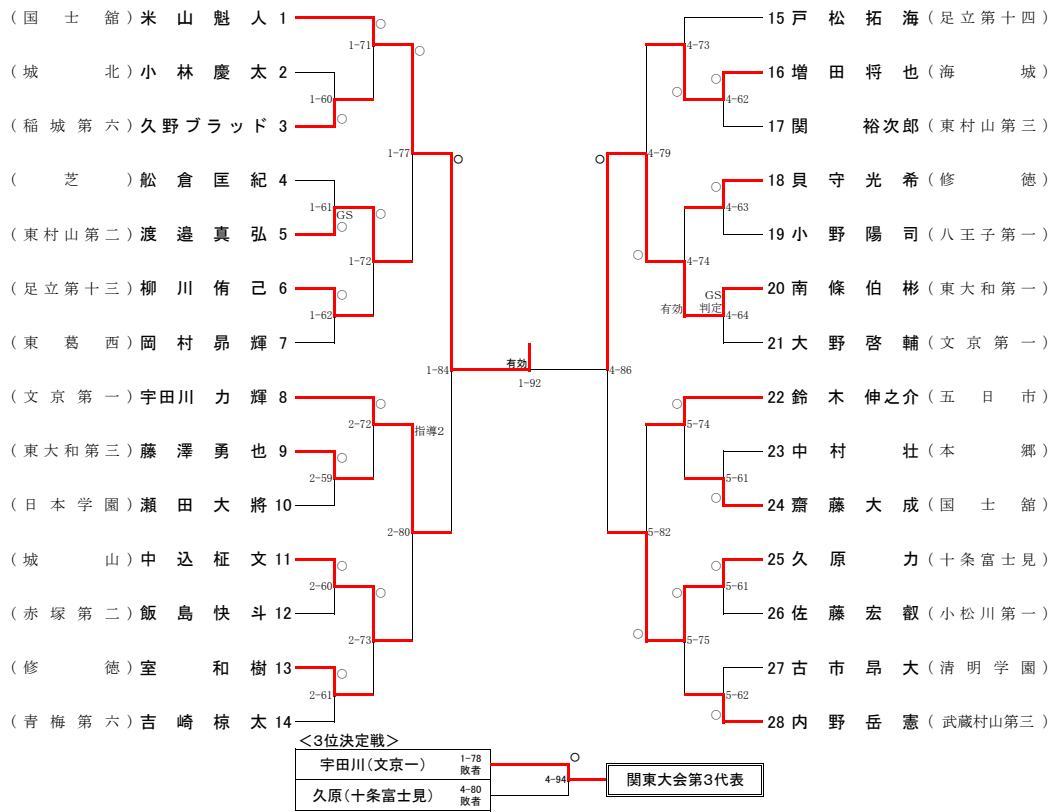 (国士舘) 米山魁人 1
1-71 ○
○
(城北) 小林慶太 2
1-60
(稲城第六) 久野ブラッド 3
○
1-77
○
(芝) 舩倉匡紀 4
1-61 GS
○
○
(東村山第二) 渡邉真弘 5
1-72
(足立第十三) 柳川侑己 6
○
1-62
(東葛西) 岡村昴輝 7
1-84
有効
1-92
(文京第一) 宇田川力輝 8
○
2-72
指導2
(東大和第三) 藤澤勇也 9
○
2-59
(日本学園) 瀬田大將 10
2-80
(城山) 中込柾文 11
○
2-60
○
(赤塚第二) 飯島快斗 12
2-73
(修徳) 室和樹 13
○
2-61
(青梅第六) 吉崎椋太 14
15 戸松拓海 (足立第十四)
4-73
○
○
16 増田将也 (海城)
4-62
17 関裕次郎 (東村山第三)
○
4-79
18 貝守光希 (修徳)
○
4-63
19 小野陽司 (八王子第一)
○
4-74
20 南條伯彬 (東大和第一)
GS
判定
有効
4-64
21 大野啓輔 (文京第一)
4-86
22 鈴木伸之介 (五日市)
○
5-74
23 中村壮 (本郷)
5-61
○
24 齋藤大成 (国士舘)
5-82
25 久原力 (十条富士見)
○
5-61
○
26 佐藤宏叡 (小松川第一)
○
5-75
27 古市昂大 (清明学園)
5-62
○
28 内野岳憲 (武蔵村山第三)
＜3位決定戦＞
宇田川(文京一) 1-78 敗者
○
4-94
関東大会第3代表
久原(十条富士見) 4-80 敗者